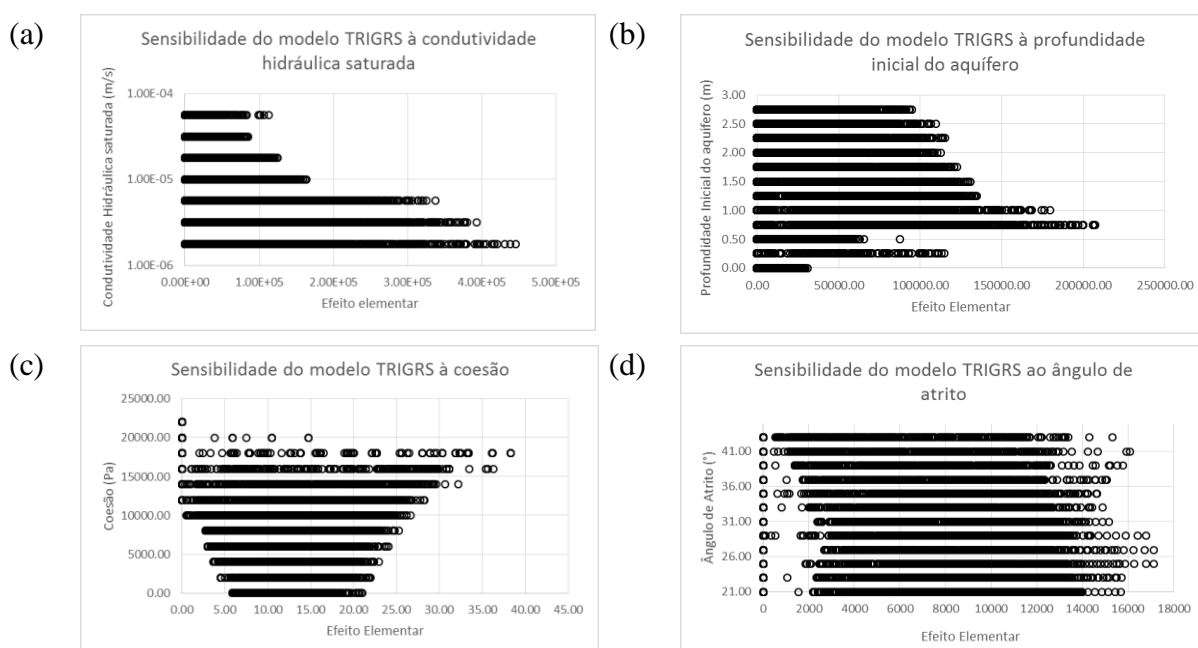 (a)
Sensibilidade do modelo TRIGRS à condutividade
hidráulica saturada
Condutividade Hidráulica saturada (m/s)
1.00E-04
1.00E-05
1.00E-06
0.00E+00 1.00E+05 2.00E+05 3.00E+05 4.00E+05 5.00E+05
Efeito elementar
(b)
Sensibilidade do modelo TRIGRS à profundidade
inicial do aquífero
Profundidade Inicial do aquífero (m)
3.00
2.50
2.00
1.50
1.00
0.50
0.00
0.00 50000.00 100000.00 150000.00 200000.00 250000.00
Efeito Elementar
(c)
Sensibilidade do modelo TRIGRS à coesão
Coesão (Pa)
25000.00
20000.00
15000.00
10000.00
5000.00
0.00
0.00 5.00 10.00 15.00 20.00 25.00 30.00 35.00 40.00 45.00
Efeito Elementar
(d)
Sensibilidade do modelo TRIGRS ao ângulo de
atrito
Ângulo de Atrito (°)
41.00
36.00
31.00
26.00
21.00
0 2000 4000 6000 8000 10000 12000 14000 16000 18000
Efeito Elementar